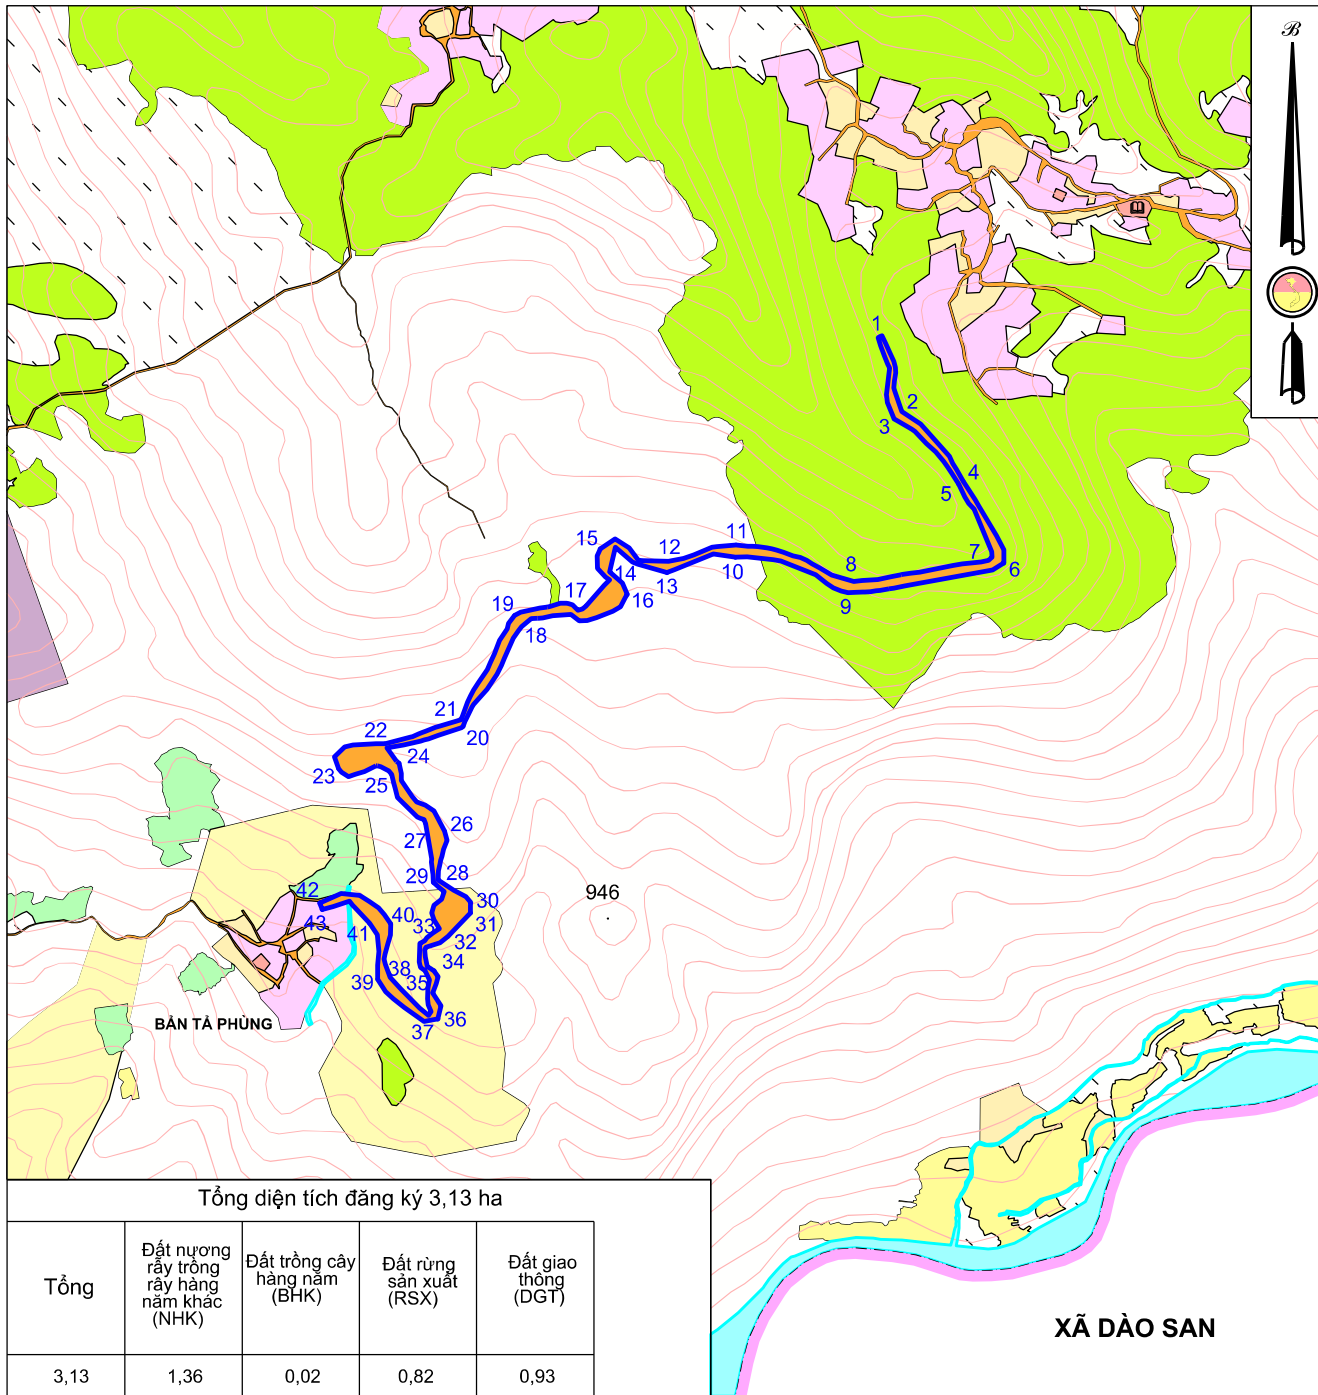 ℬ
1
2
3
4
5
6
7
8
9
10
11
12
13
14
15
16
17
18
19
20
21
22
23
24
25
26
27
28
29
30
31
32
33
34
35
36
37
38
39
40
41
42
43
946
BẢN TẢ PHÙNG
XÃ DÀO SAN
Tổng diện tích đăng ký 3,13 ha
Tổng
Đất nương
rẫy trồng
rây hàng
năm khác
(NHK)
Đất trồng cây
hàng năm
(BHK)
Đất rừng
sản xuất
(RSX)
Đất giao
thông
(DGT)
3,13
1,36
0,02
0,82
0,93